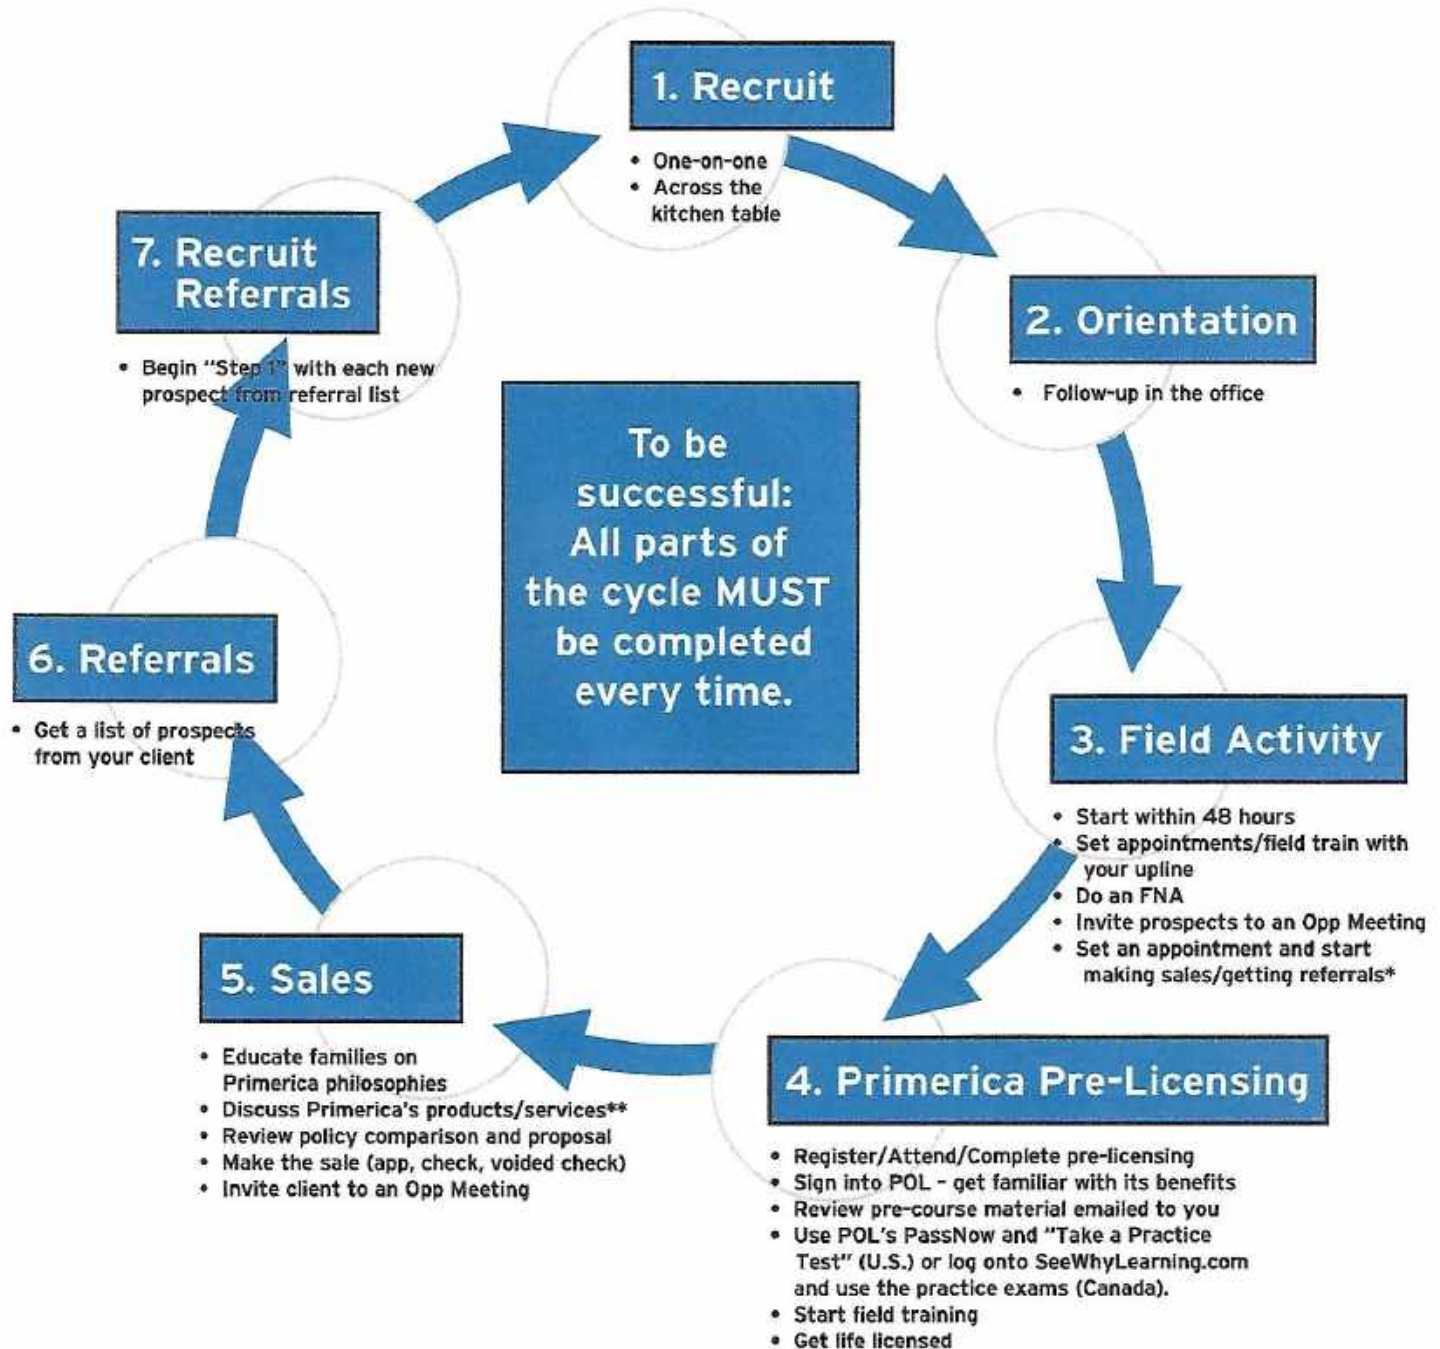 1. Recruit
• One-on-one
• Across the
kitchen table
2. Orientation
• Follow-up in the office
3. Field Activity
• Start within 48 hours
• Set appointments/field train with
your upline
• Do an FNA
• Invite prospects to an Opp Meeting
• Set an appointment and start
making sales/getting referrals*
4. Primerica Pre-Licensing
• Register/Attend/Complete pre-licensing
• Sign into POL - get familiar with its benefits
• Review pre-course material emailed to you
• Use POL's PassNow and "Take a Practice
Test" (U.S.) or log onto SeeWhyLearning.com
and use the practice exams (Canada).
• Start field training
• Get life licensed
5. Sales
• Educate families on
Primerica philosophies
• Discuss Primerica's products/services**
• Review policy comparison and proposal
• Make the sale (app, check, voided check)
• Invite client to an Opp Meeting
6. Referrals
• Get a list of prospects
from your client
7. Recruit
Referrals
• Begin "Step 1" with each new
prospect from referral list
To be
successful:
All parts of
the cycle MUST
be completed
every time.